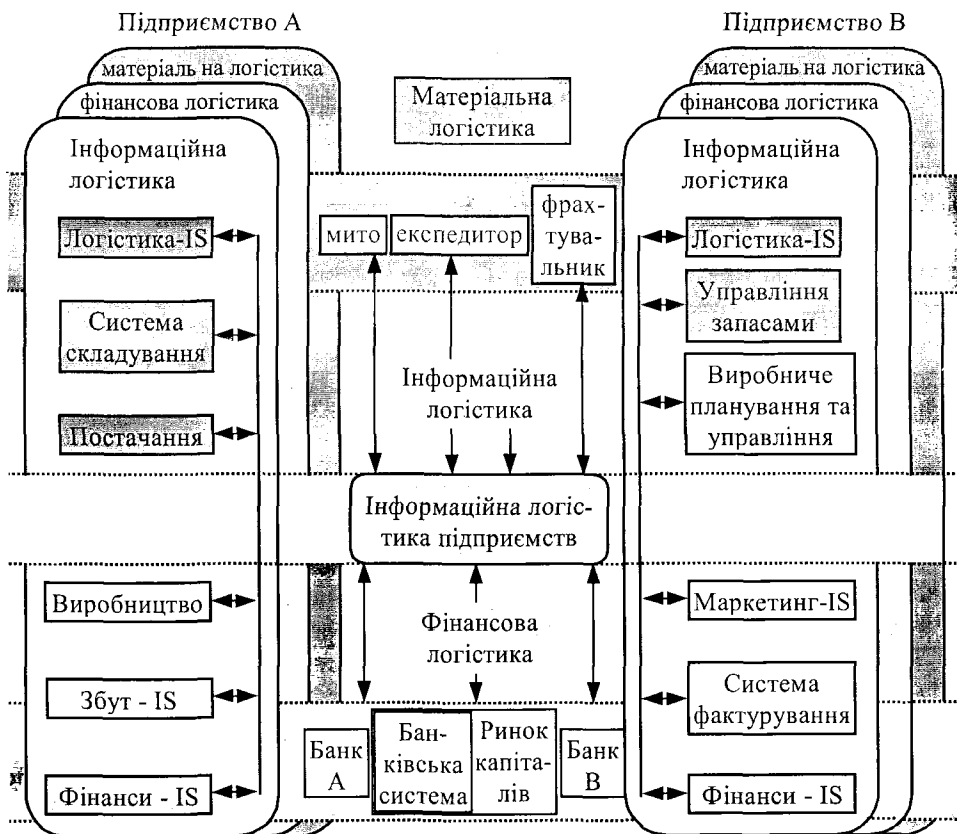 Підприємство А
матеріаль на логістика
фінансова логістика
Інформаційна
логістика
Логістика-IS
Система
складування
Постачання
Виробництво
Збут - IS
Фінанси - IS
Матеріальна
логістика
мито
експедитор
фрах-
тува-
льник
Інформаційна
логістика
Інформаційна логіс-
тика підприємств
Фінансова
логістика
Банк
А
Бан-
ківська
система
Ринок
капіта-
лів
Банк
В
Підприємство В
матеріаль на логістика
фінансова логістика
Інформаційна
логістика
Логістика-IS
Управління
запасами
Виробниче
планування та
управління
Маркетинг-IS
Система
фактурування
Фінанси - IS